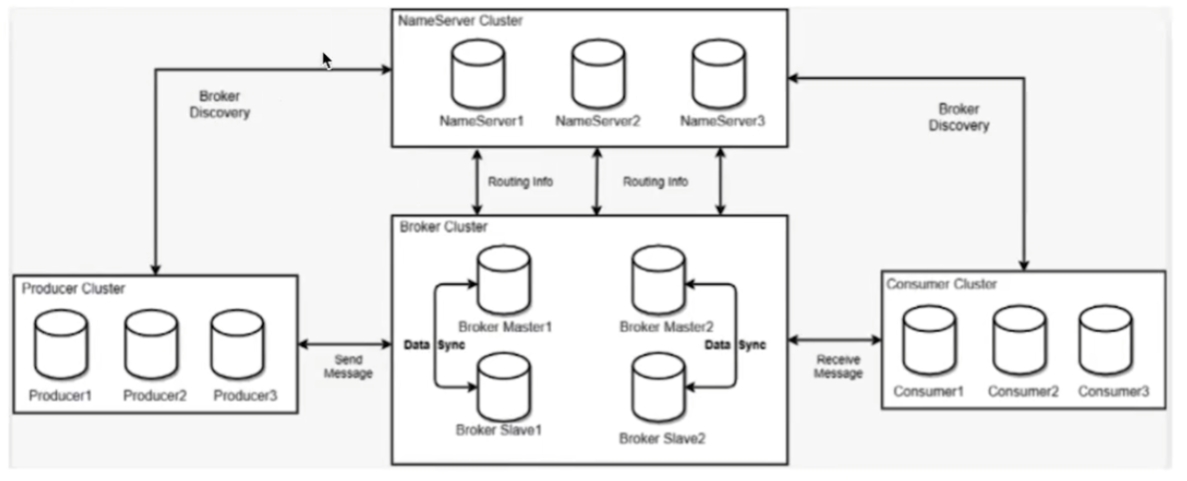 NameServer Cluster
NameServer1 NameServer2 NameServer3
Broker
Discovery
Broker
Discovery
Routing Info Routing Info
Broker Cluster
Producer Cluster
Consumer Cluster
Broker Master1 Broker Master2
Data Sync Data Sync
Send
Message
Receive
Message
Producer1 Producer2 Producer3
Consumer1 Consumer2 Consumer3
Broker Slave1 Broker Slave2